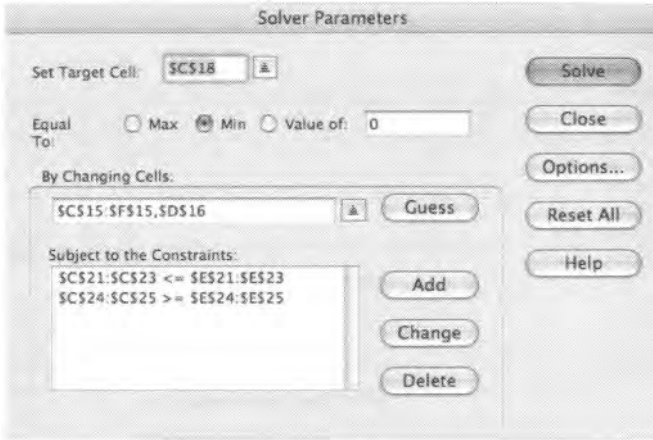 Solver Parameters
Set Target Cell: $C$18
Equal To: Max Min Value of: 0
By Changing Cells:
$C$15:$F$15,$D$16 Guess
Subject to the Constraints:
$C$21:$C$23 <= $E$21:$E$23
$C$24:$C$25 >= $E$24:$E$25
Add
Change
Delete
Solve
Close
Options...
Reset All
Help